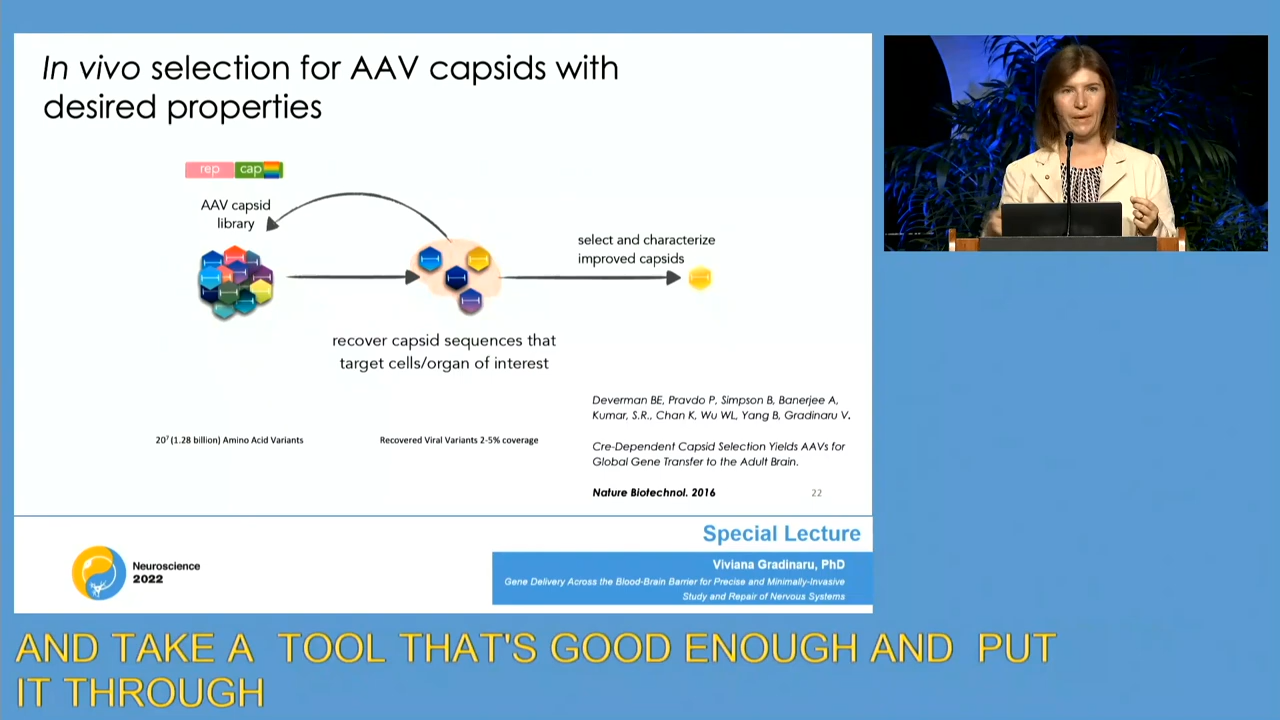 In vivo selection for AAV capsids with
desired properties
rep cap
AAV capsid
library
select and characterize
improved capsids
recover capsid sequences that
target cells/organ of interest
Deverman BE, Pravdo P, Simpson B, Banerjee A,
Kumar, S.R., Chan K, Wu WL, Yang B, Gradinaru V.
20⁷ (1.28 billion) Amino Acid Variants
Recovered Viral Variants 2-5% coverage
Cre-Dependent Capsid Selection Yields AAVs for
Global Gene Transfer to the Adult Brain.
Nature Biotechnol. 2016
22
Special Lecture
Neuroscience
2022
Viviana Gradinaru, PhD
Gene Delivery Across the Blood-Brain Barrier for Precise and Minimally-Invasive
Study and Repair of Nervous Systems
AND TAKE A TOOL THAT'S GOOD ENOUGH AND PUT
IT THROUGH